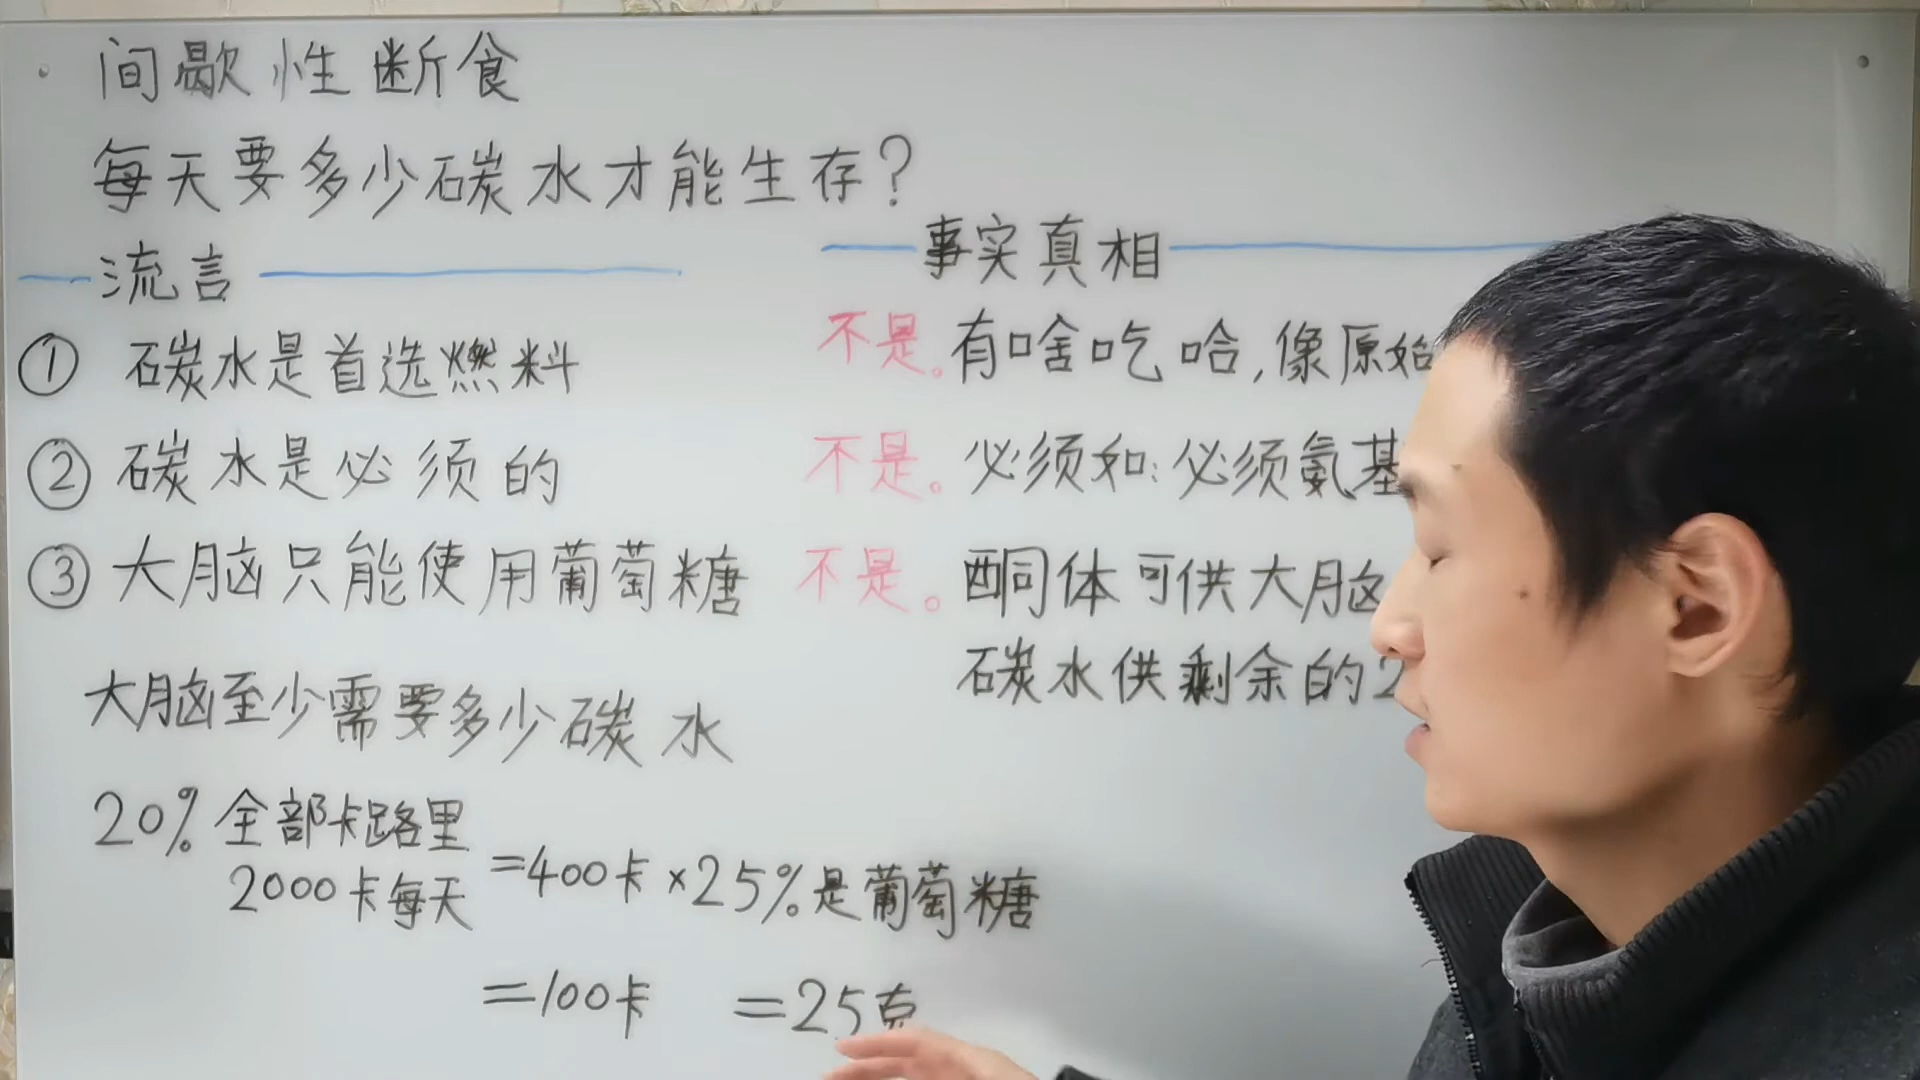 间歇性断食
每天要多少碳水才能生存?
流言
事实真相
① 碳水是首选燃料
不是。有啥吃哈,像原始
② 碳水是必须的
不是。必须如:必须氨基
③ 大脑只能使用葡萄糖
不是。酮体可供大脑
碳水供剩余的2
大脑至少需要多少碳水
20% 全部卡路里
2000卡每天
=400卡×25%是葡萄糖
=100卡 =25克